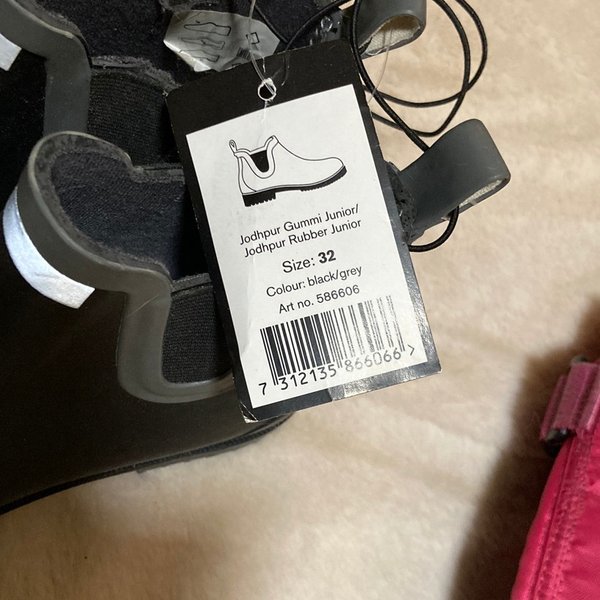 Jodhpur Gummi Junior/
Jodhpur Rubber Junior
Size: 32
Colour: black/grey
Art no. 586606
7 312135 866066 >